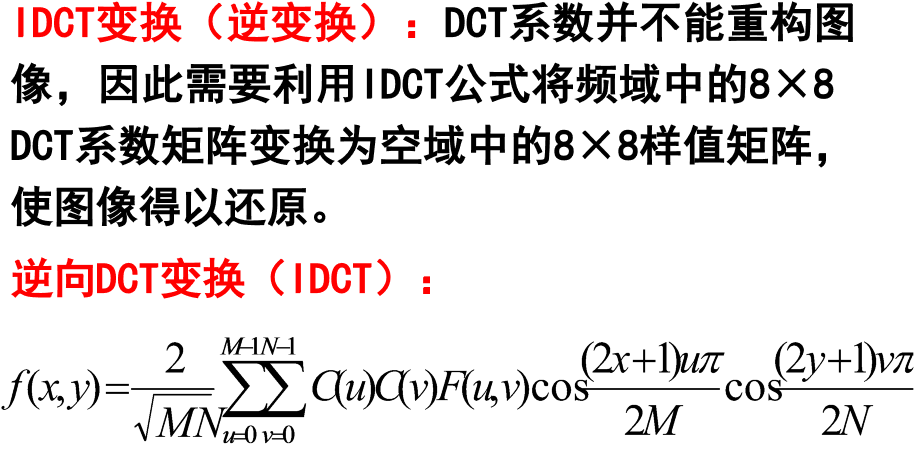 IDCT变换（逆变换）：DCT系数并不能重构图
像，因此需要利用IDCT公式将频域中的8×8
DCT系数矩阵变换为空域中的8×8样值矩阵，
使图像得以还原。
逆向DCT变换（IDCT）：
f(x,y)=\frac{2}{\sqrt{MN}}\sum_{u=0}^{M-1}\sum_{v=0}^{N-1}C(u)C(v)F(u,v)\cos\frac{(2x+1)u\pi}{2M}\cos\frac{(2y+1)v\pi}{2N}